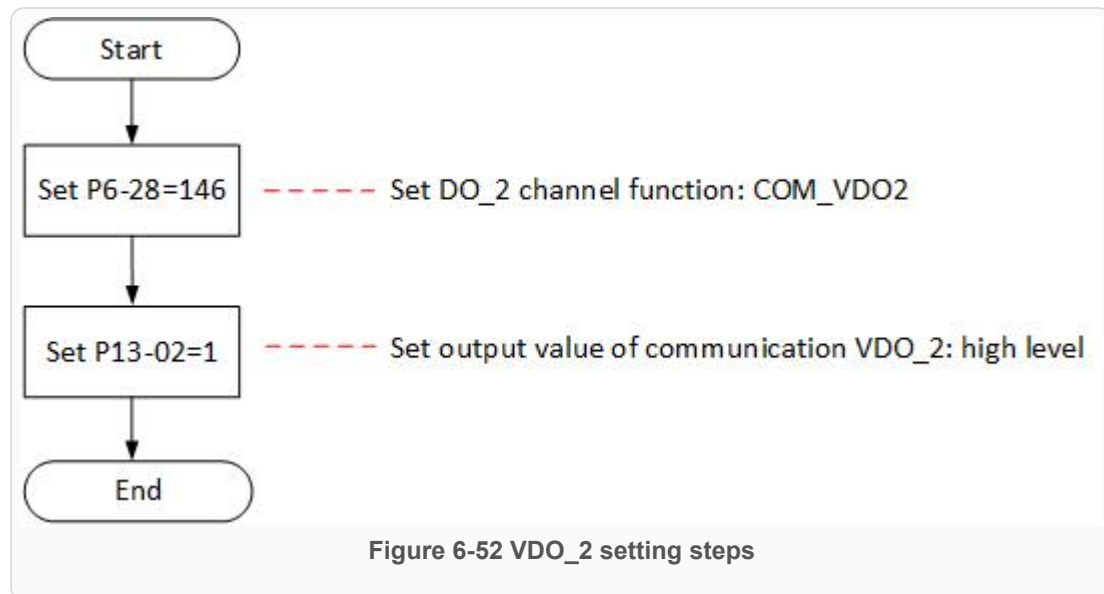 Start
Set P6-28=146
Set DO_2 channel function: COM_VDO2
Set P13-02=1
Set output value of communication VDO_2: high level
End
Figure 6-52 VDO_2 setting steps